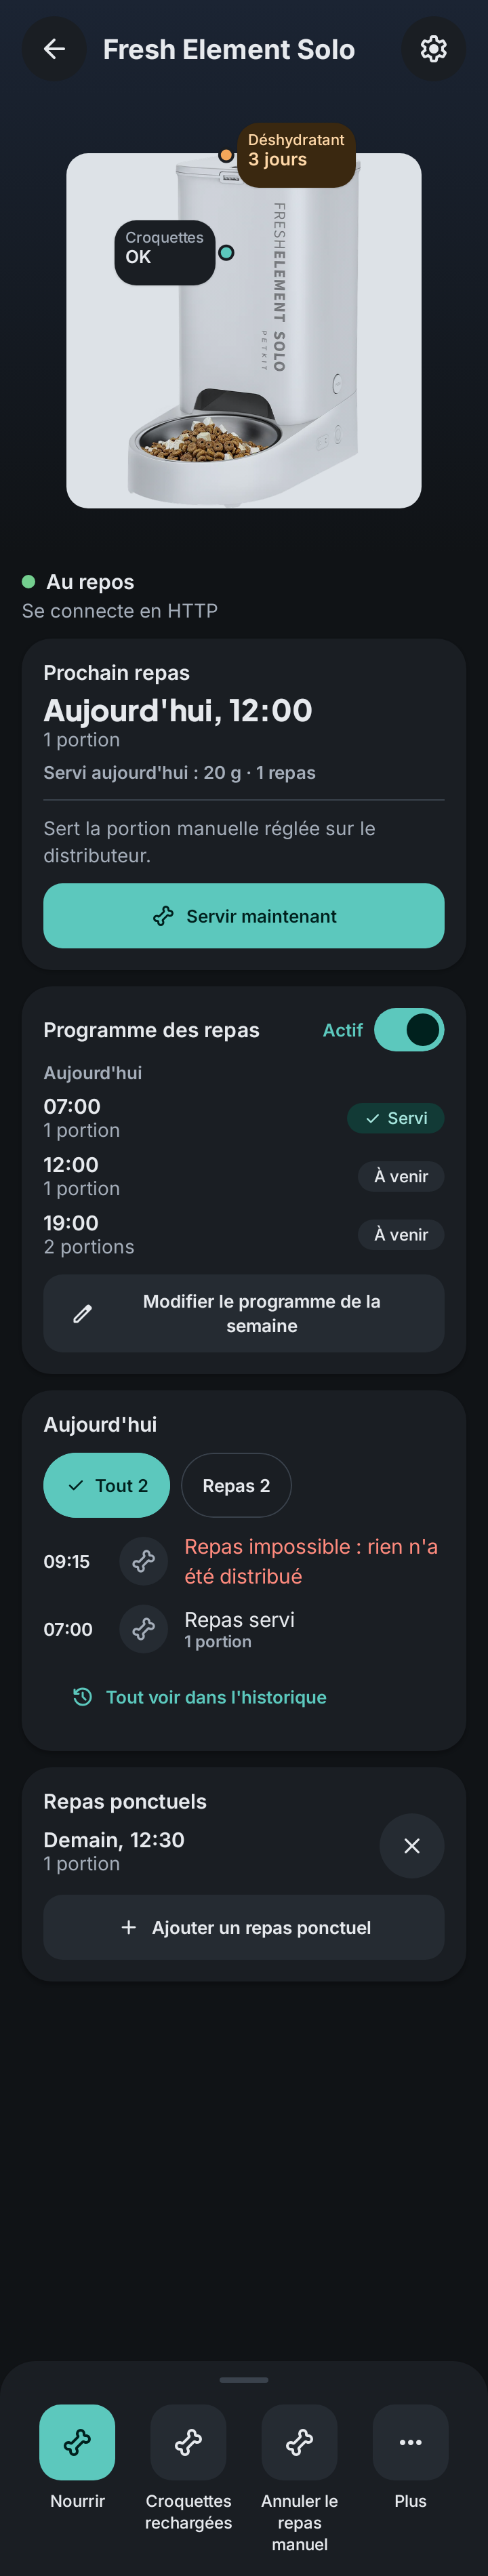 Fresh Element Solo
Déshydratant
3 jours
Croquettes
OK
FRESHELEMENT SOLO
PETKIT
Au repos
Se connecte en HTTP
Prochain repas
Aujourd'hui, 12:00
1 portion
Servi aujourd'hui : 20 g · 1 repas
Sert la portion manuelle réglée sur le
distributeur.
Servir maintenant
Programme des repas
Actif
Aujourd'hui
07:00
1 portion
Servi
12:00
1 portion
À venir
19:00
2 portions
À venir
Modifier le programme de la
semaine
Aujourd'hui
Tout 2
Repas 2
09:15
Repas impossible : rien n'a
été distribué
07:00
Repas servi
1 portion
Tout voir dans l'historique
Repas ponctuels
Demain, 12:30
1 portion
Ajouter un repas ponctuel
Nourrir
Croquettes
rechargées
Annuler le
repas
manuel
Plus